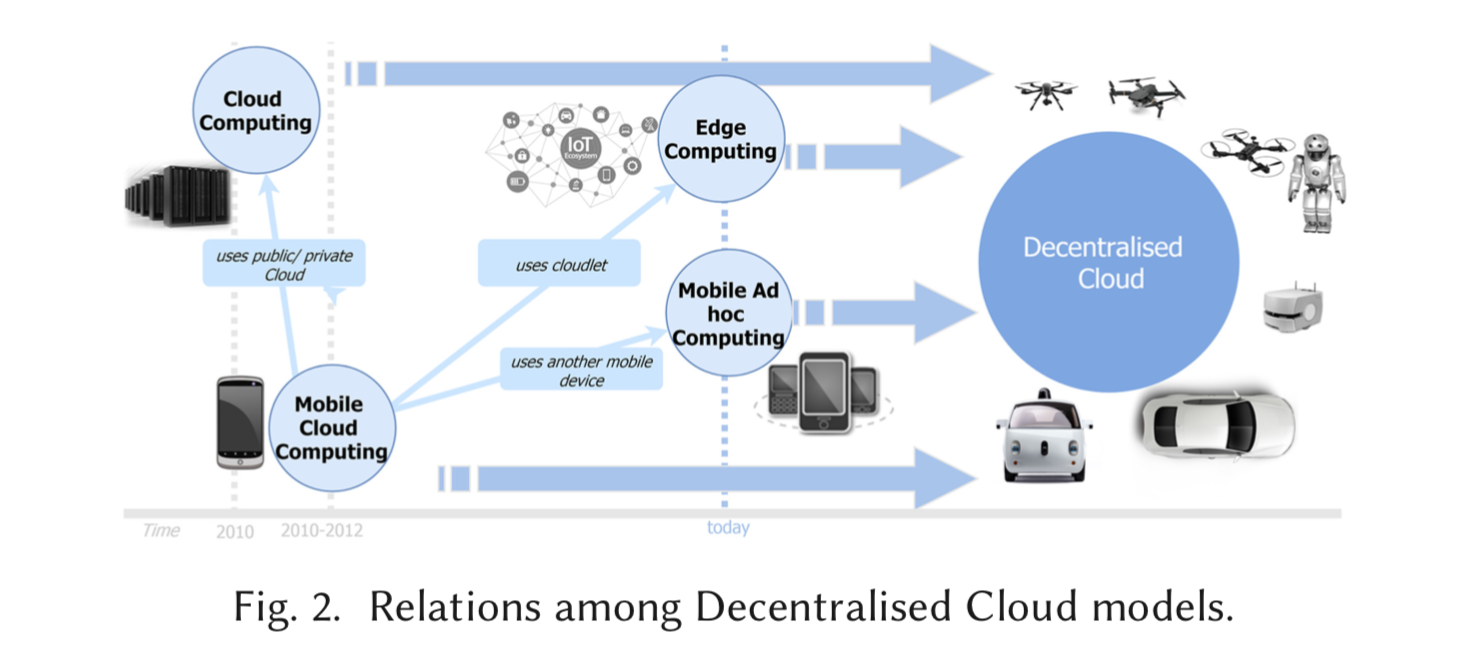 Cloud
Computing
IoT
Ecosystem
Edge
Computing
uses public/ private
Cloud
uses cloudlet
Mobile Ad
hoc
Computing
uses another mobile
device
Mobile
Cloud
Computing
Decentralised
Cloud
Time
2010
2010-2012
today
Fig. 2. Relations among Decentralised Cloud models.